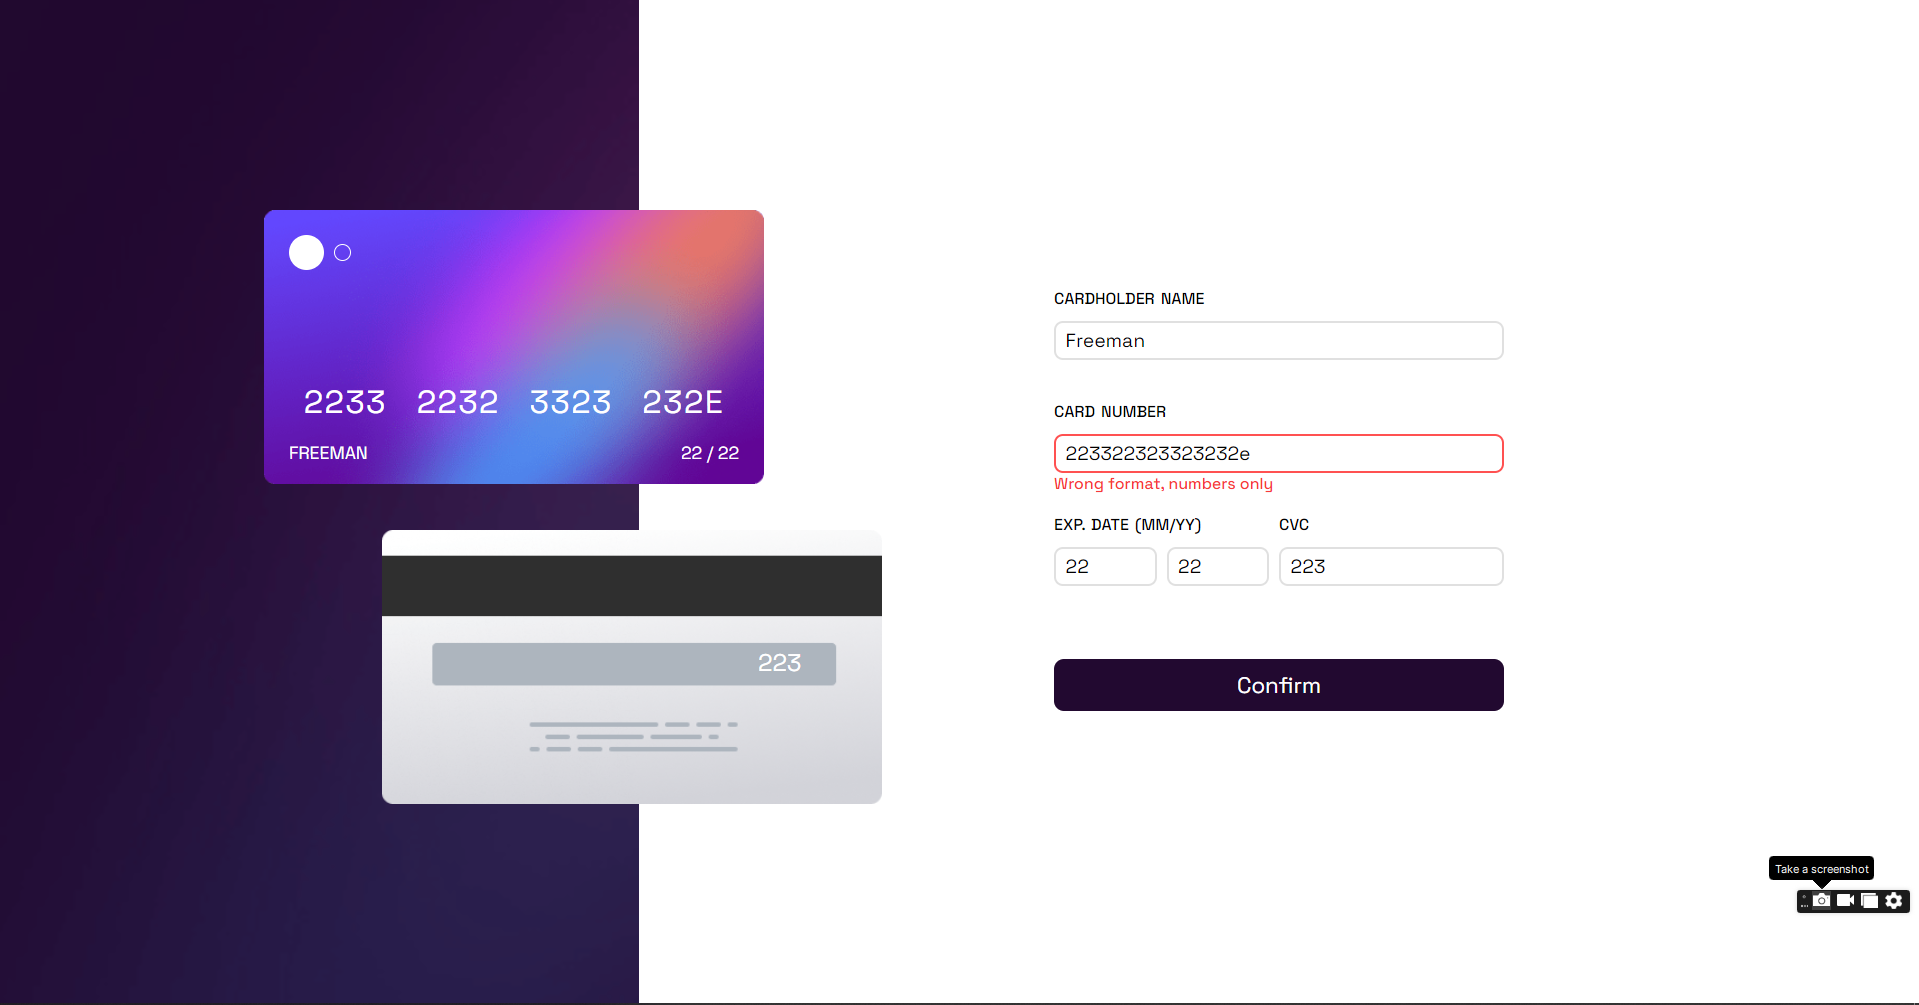 2233 2232 3323 232E
FREEMAN 22 / 22
223
CARDHOLDER NAME
Freeman
CARD NUMBER
223322323323232e
Wrong format, numbers only
EXP. DATE (MM/YY) CVC
22 22 223
Confirm
Take a screenshot